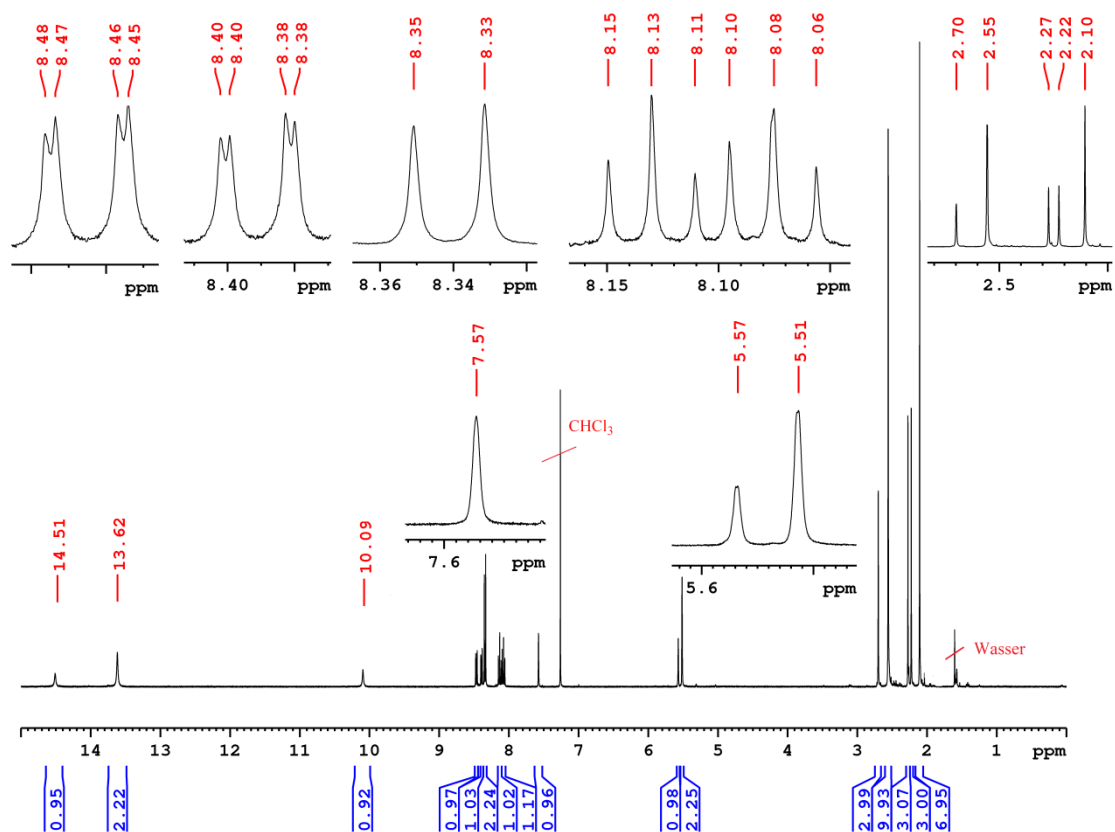 8.48 8.47 8.46 8.45 8.40 8.40 8.38 8.38 8.35 8.33 8.15 8.13 8.11 8.10 8.08 8.06 2.70 2.55 2.27 2.22 2.10
ppm 8.40 ppm 8.36 8.34 ppm 8.15 8.10 ppm 2.5 ppm
7.57 5.57 5.51
CHCl₃
14.51 13.62 10.09
7.6 ppm 5.6 ppm
Wasser
14 13 12 11 10 9 8 7 6 5 4 3 2 1 ppm
0.95 2.22 0.92 0.97 1.03 2.24 1.02 1.17 0.96 0.98 2.25 2.99 9.93 3.07 3.00 6.95